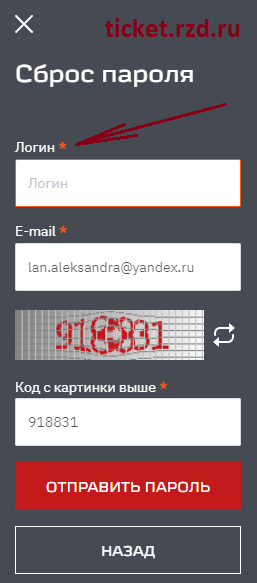 ticket.rzd.ru
Сброс пароля
Логин *
Логин
E-mail *
lan.aleksandra@yandex.ru
918831
Код с картинки выше *
918831
ОТПРАВИТЬ ПАРОЛЬ
НАЗАД